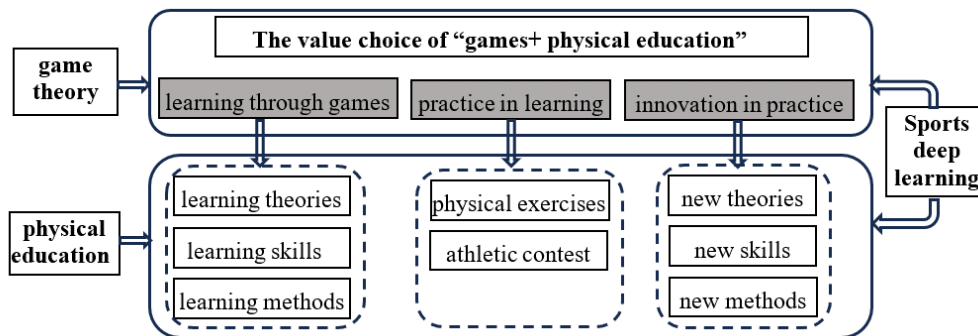 The value choice of “games+ physical education”
game
theory
learning through games
practice in learning
innovation in practice
Sports
deep
learning
physical
education
learning theories
learning skills
learning methods
physical exercises
athletic contest
new theories
new skills
new methods